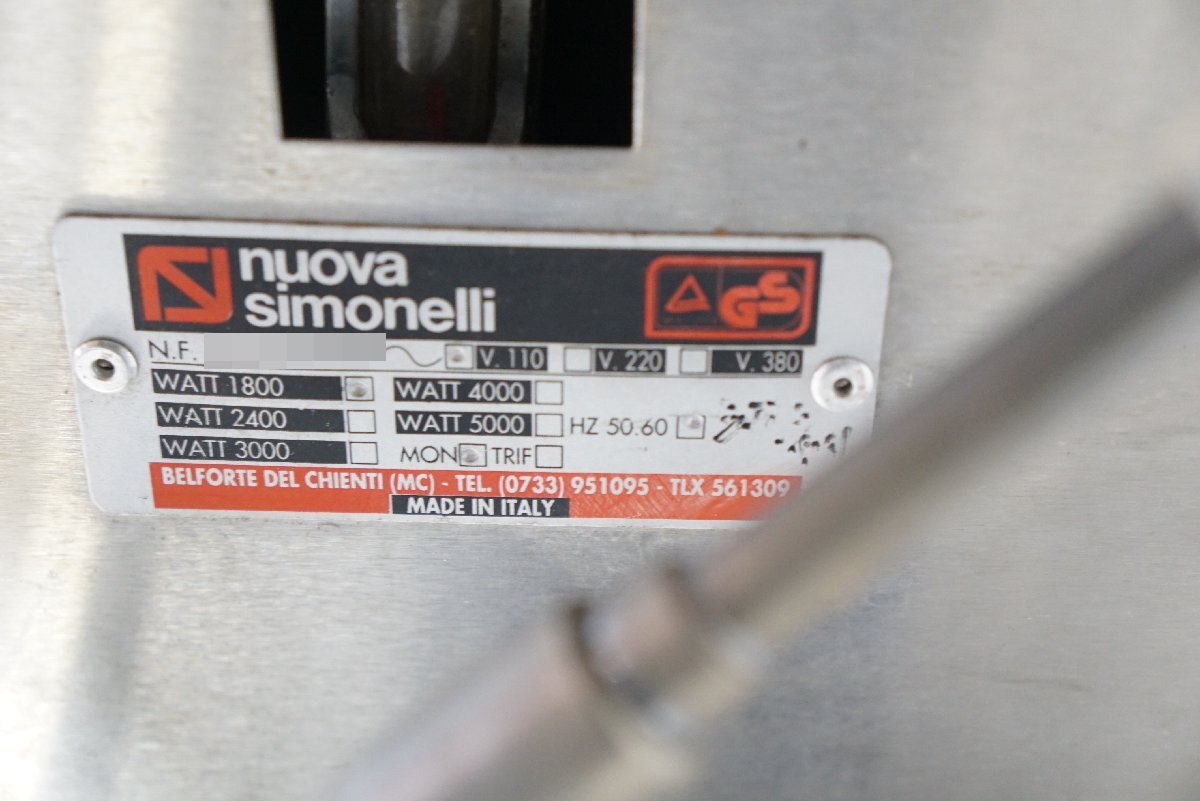 nuova
simonelli
GS
N.F. V. 110 V. 220 V. 380
WATT 1800 WATT 4000
WATT 2400 WATT 5000 HZ 50.60
WATT 3000 MON TRIF
BELFORTE DEL CHIENTI (MC) - TEL. (0733) 951095 - TLX 561309
MADE IN ITALY